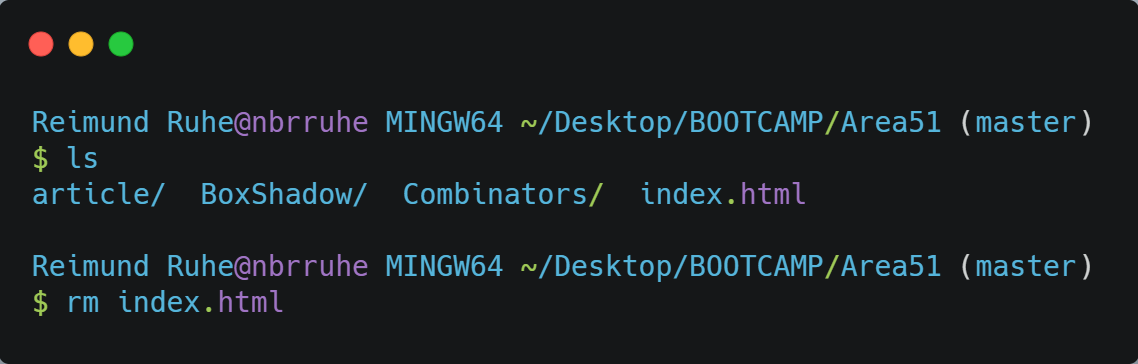 Reimund Ruhe@nbrruhe MINGW64 ~/Desktop/BOOTCAMP/Area51 (master)
$ ls
article/  BoxShadow/  Combinators/  index.html
Reimund Ruhe@nbrruhe MINGW64 ~/Desktop/BOOTCAMP/Area51 (master)
$ rm index.html